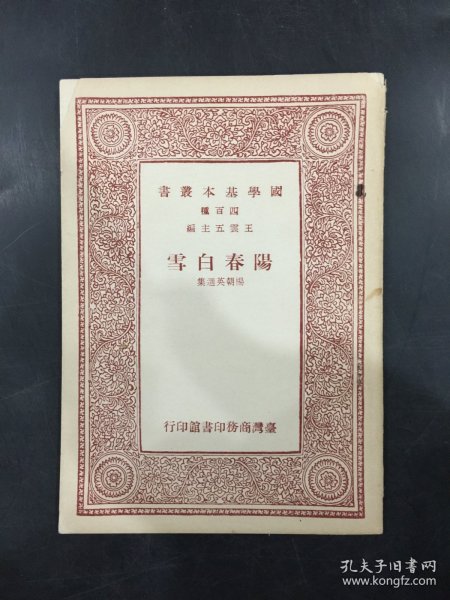 國學基本叢書
四百種
王雲五主編
陽春白雪
楊朝英選集
臺灣商務印書館印行
孔夫子旧书网
www.kongfz.com